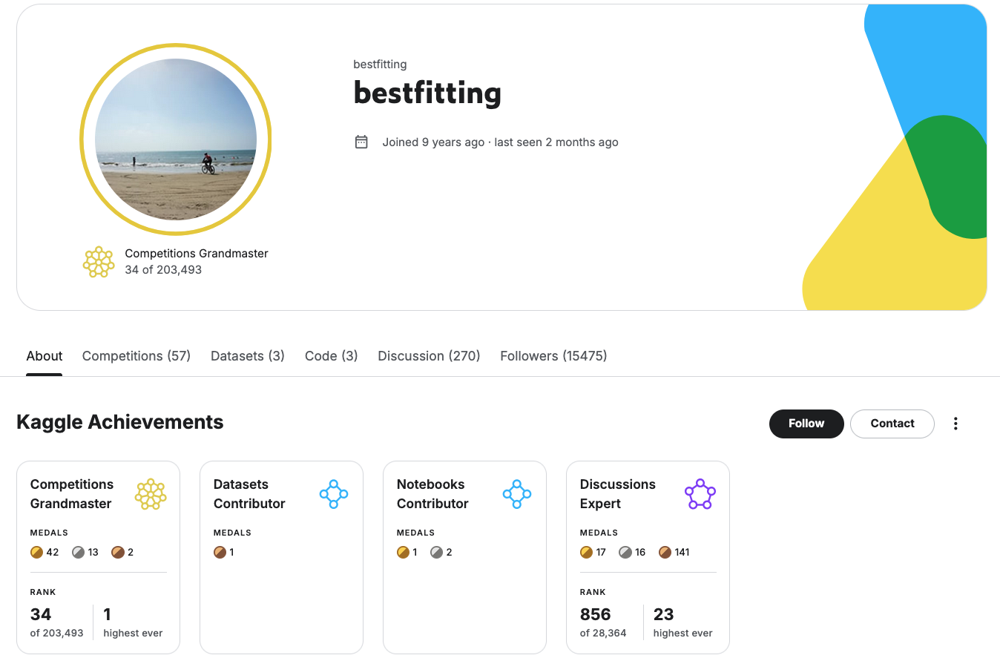 bestfitting
bestfitting
Joined 9 years ago · last seen 2 months ago
Competitions Grandmaster
34 of 203,493
About
Competitions (57)
Datasets (3)
Code (3)
Discussion (270)
Followers (15475)
Kaggle Achievements
Follow
Contact
Competitions
Grandmaster
MEDALS
42 13 2
RANK
34 1
of 203,493 highest ever
Datasets
Contributor
MEDALS
1
Notebooks
Contributor
MEDALS
1 2
Discussions
Expert
MEDALS
17 16 141
RANK
856 23
of 28,364 highest ever